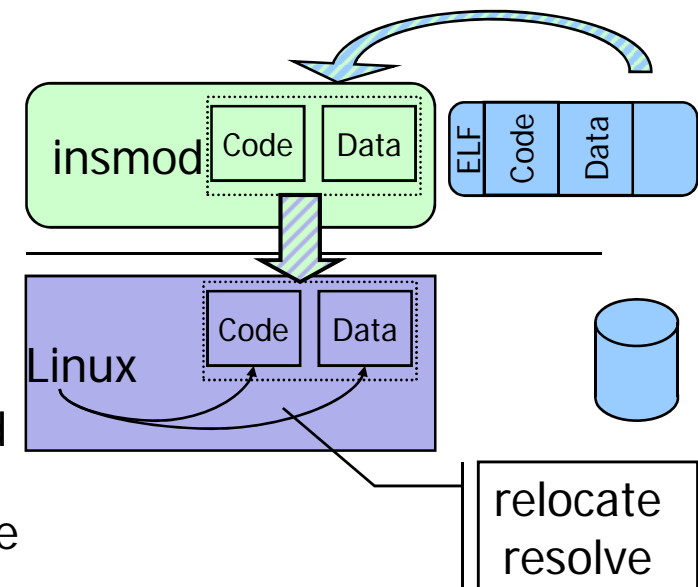 insmod
Code
Data
ELF
Code
Data
Linux
Code
Data
relocate
resolve